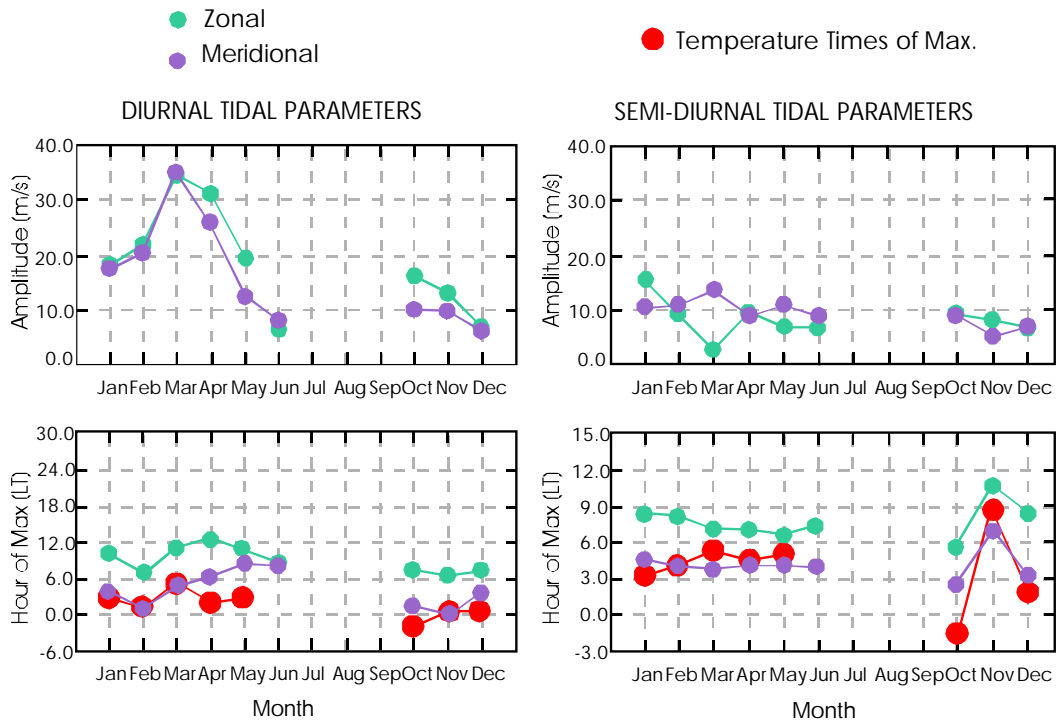 Zonal
Meridional
Temperature Times of Max.
DIURNAL TIDAL PARAMETERS
SEMI-DIURNAL TIDAL PARAMETERS
Amplitude (m/s)
40.0
30.0
20.0
10.0
0.0
Jan Feb Mar Apr May Jun Jul Aug Sep Oct Nov Dec
Amplitude (m/s)
40.0
30.0
20.0
10.0
0.0
Jan Feb Mar Apr May Jun Jul Aug Sep Oct Nov Dec
Hour of Max (LT)
30.0
24.0
18.0
12.0
6.0
0.0
-6.0
Jan Feb Mar Apr May Jun Jul Aug Sep Oct Nov Dec
Month
Hour of Max (LT)
15.0
12.0
9.0
6.0
3.0
0.0
-3.0
Jan Feb Mar Apr May Jun Jul Aug Sep Oct Nov Dec
Month